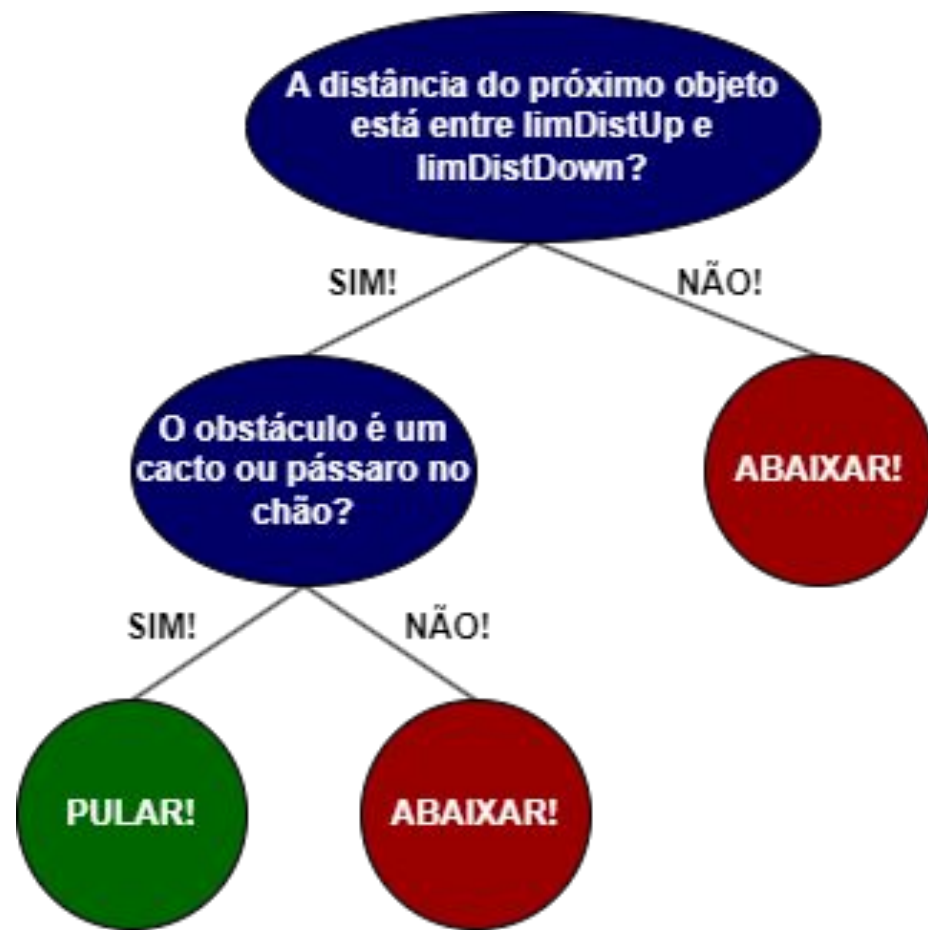 A distância do próximo objeto
está entre limDistUp e
limDistDown?
SIM!
NÃO!
O obstáculo é um
cacto ou pássaro no
chão?
ABAIXAR!
SIM!
NÃO!
PULAR!
ABAIXAR!